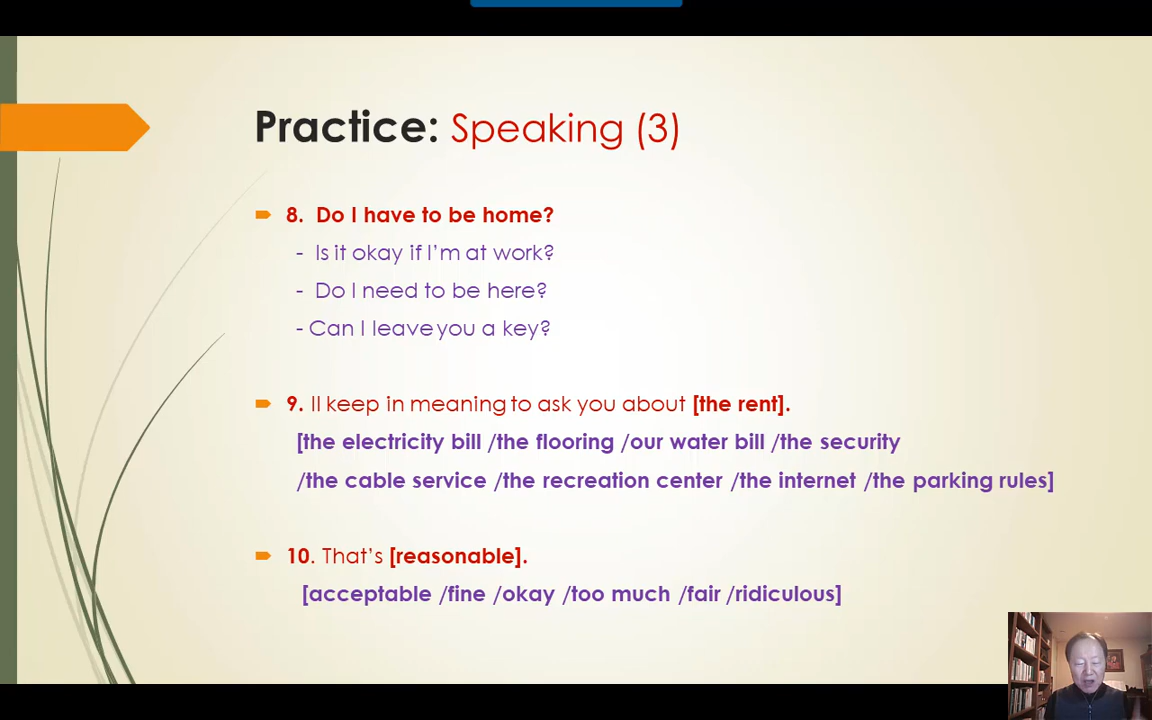 Practice: Speaking (3)
8. Do I have to be home?
- Is it okay if I'm at work?
- Do I need to be here?
- Can I leave you a key?
9. II keep in meaning to ask you about [the rent].
[the electricity bill /the flooring /our water bill /the security
/the cable service /the recreation center /the internet /the parking rules]
10. That's [reasonable].
[acceptable /fine /okay /too much /fair /ridiculous]